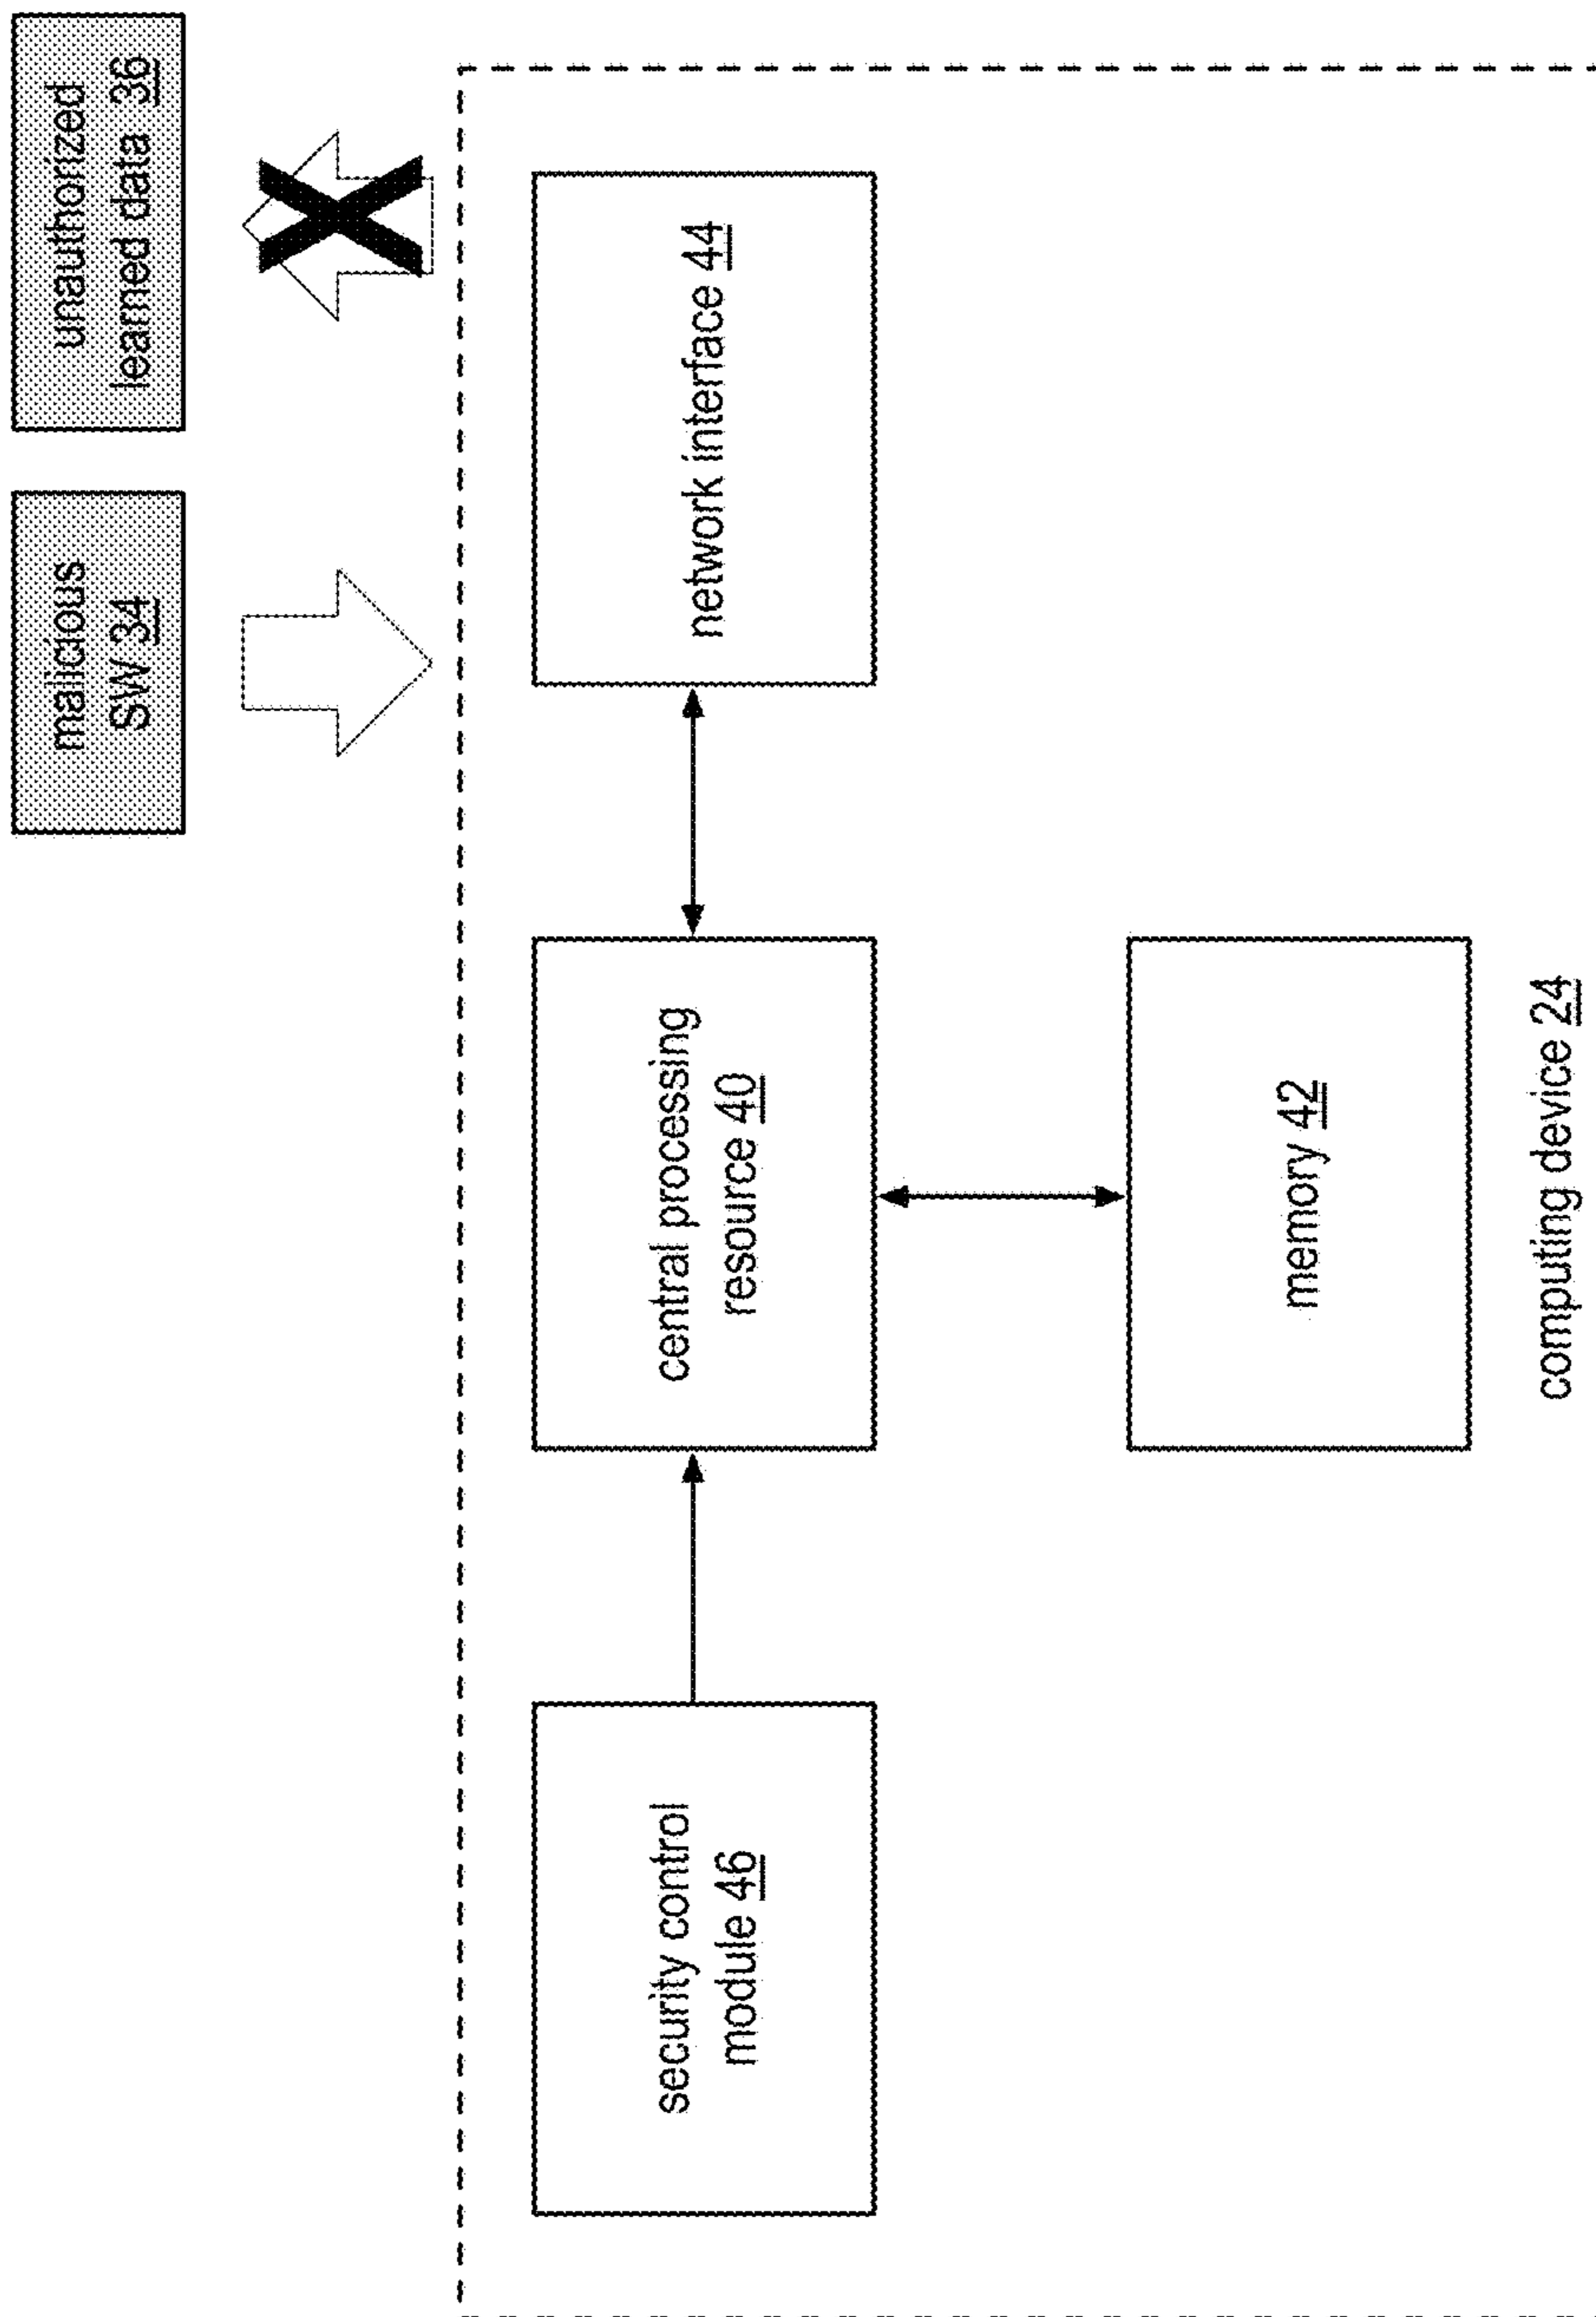 malicious
SW 34
unauthorized
learned data 36
security control
module 46
central processing
resource 40
network interface 44
memory 42
computing device 24